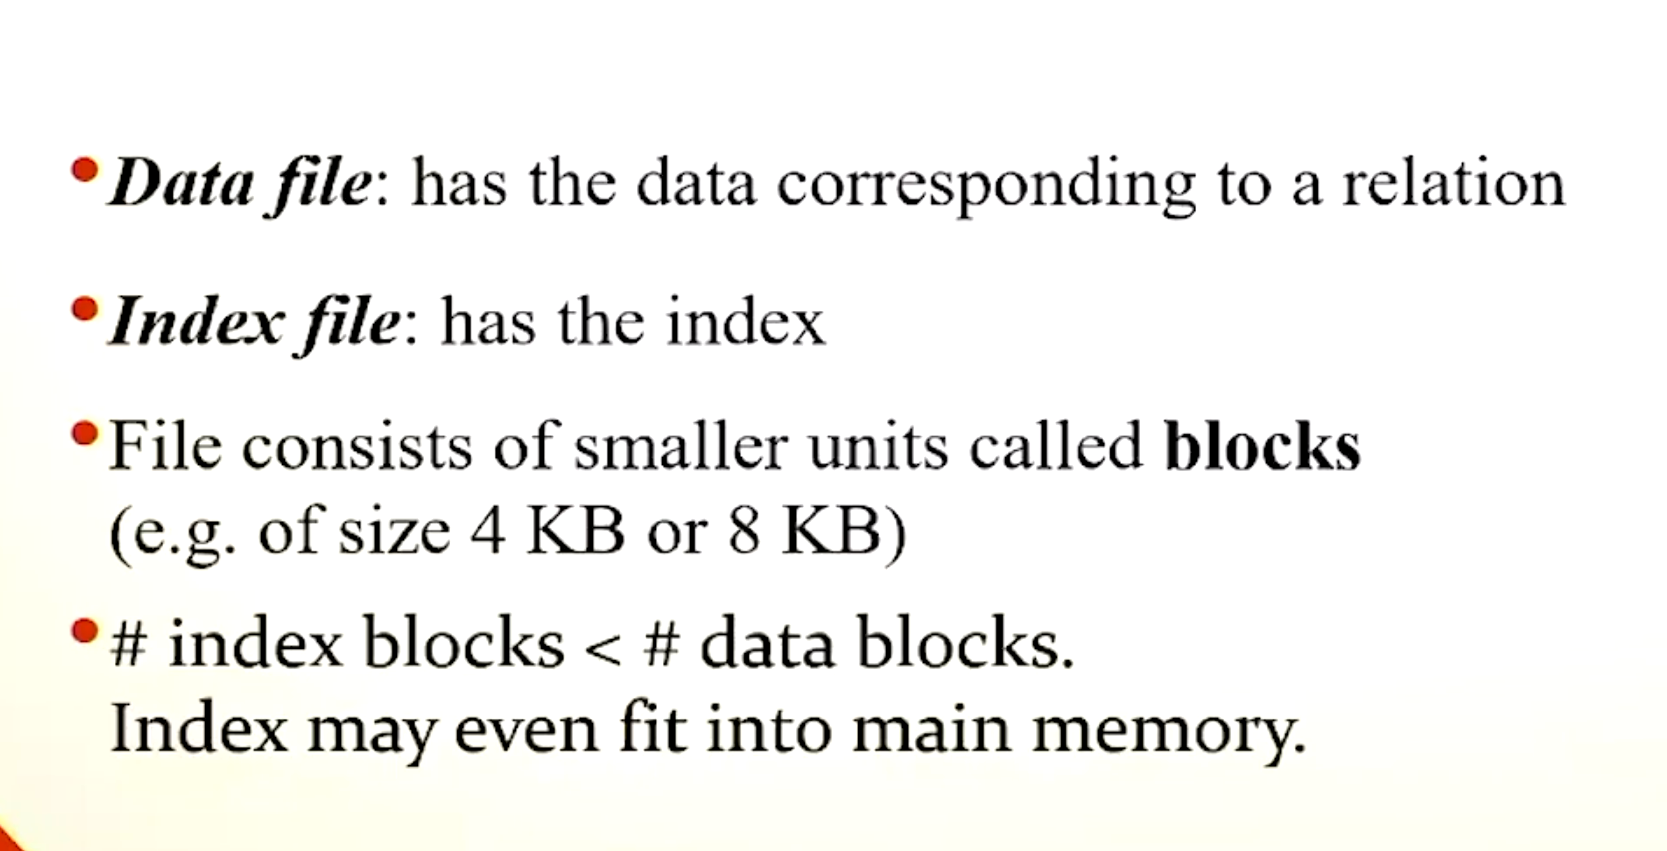 • Data file: has the data corresponding to a relation
• Index file: has the index
• File consists of smaller units called blocks
(e.g. of size 4 KB or 8 KB)
• # index blocks < # data blocks.
Index may even fit into main memory.